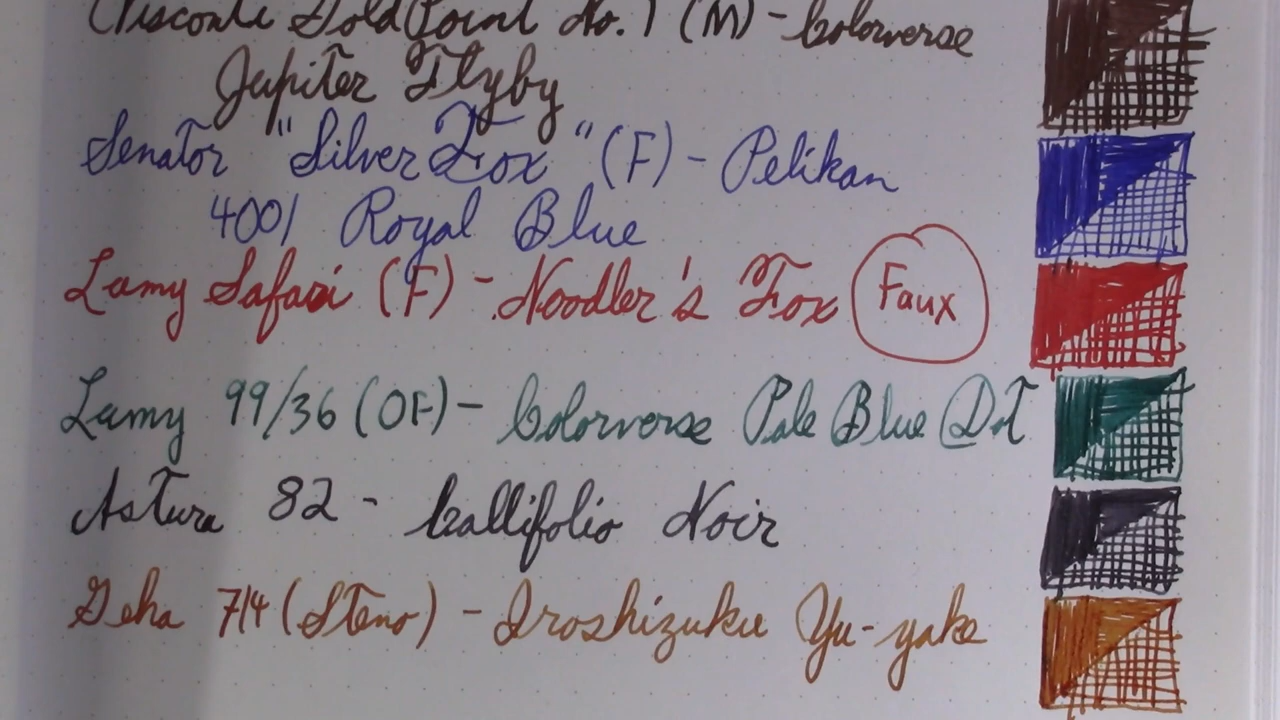 Visconti Gold Point No. 1 (M) - Colorverse
Jupiter Flyby
Senator "Silver Fox" (F) - Pelikan
4001 Royal Blue
Lamy Safari (F) - Noodler's Fox Faux
Lamy 99/36 (OF) - Colorverse Pale Blue Dot
Astura 82 - Callifolio Noir
Geha 714 (Steno) - Iroshizuku Yu-yake